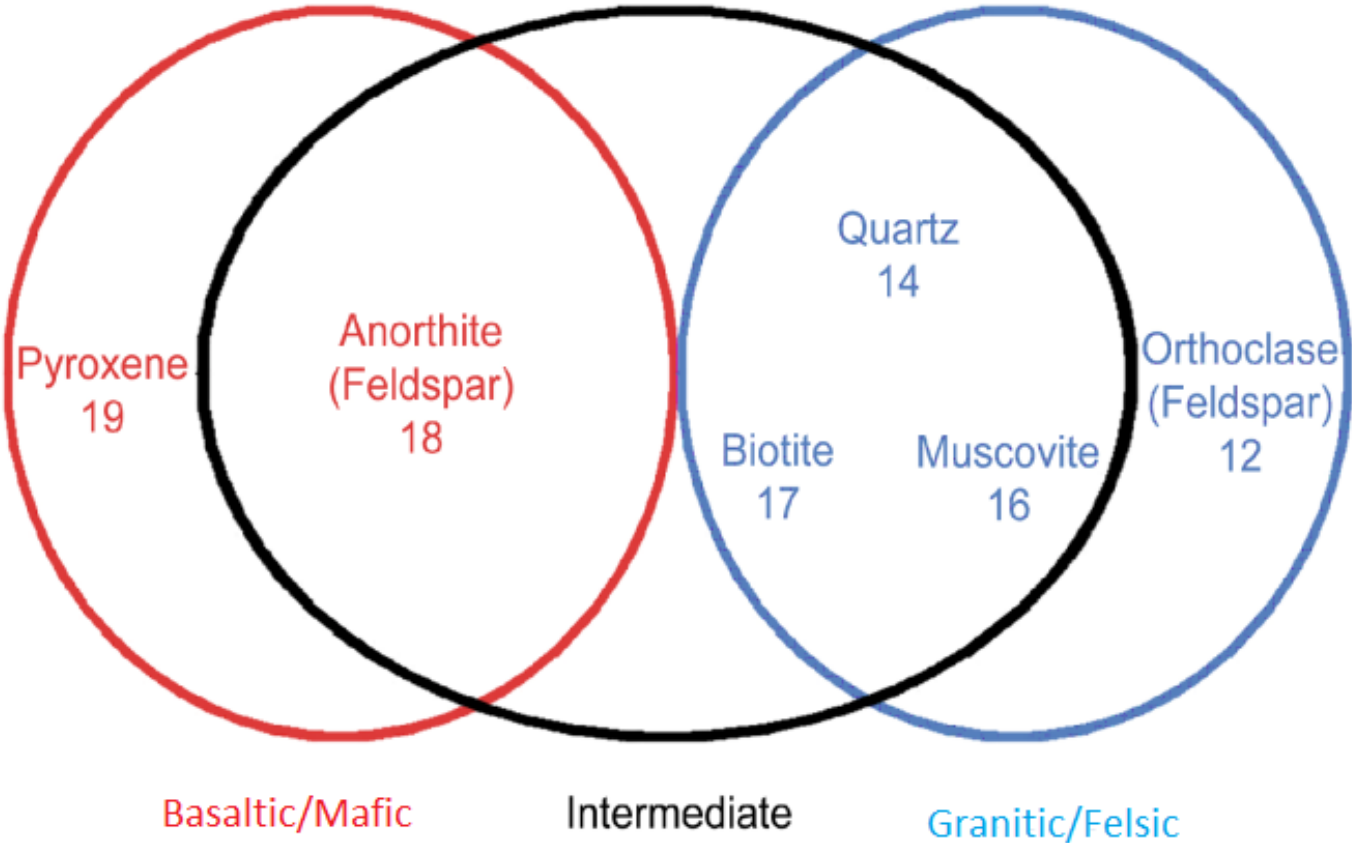 Quartz
14
Anorthite
(Feldspar)
18
Pyroxene
19
Orthoclase
(Feldspar)
12
Biotite
17
Muscovite
16
Basaltic/Mafic
Intermediate
Granitic/Felsic